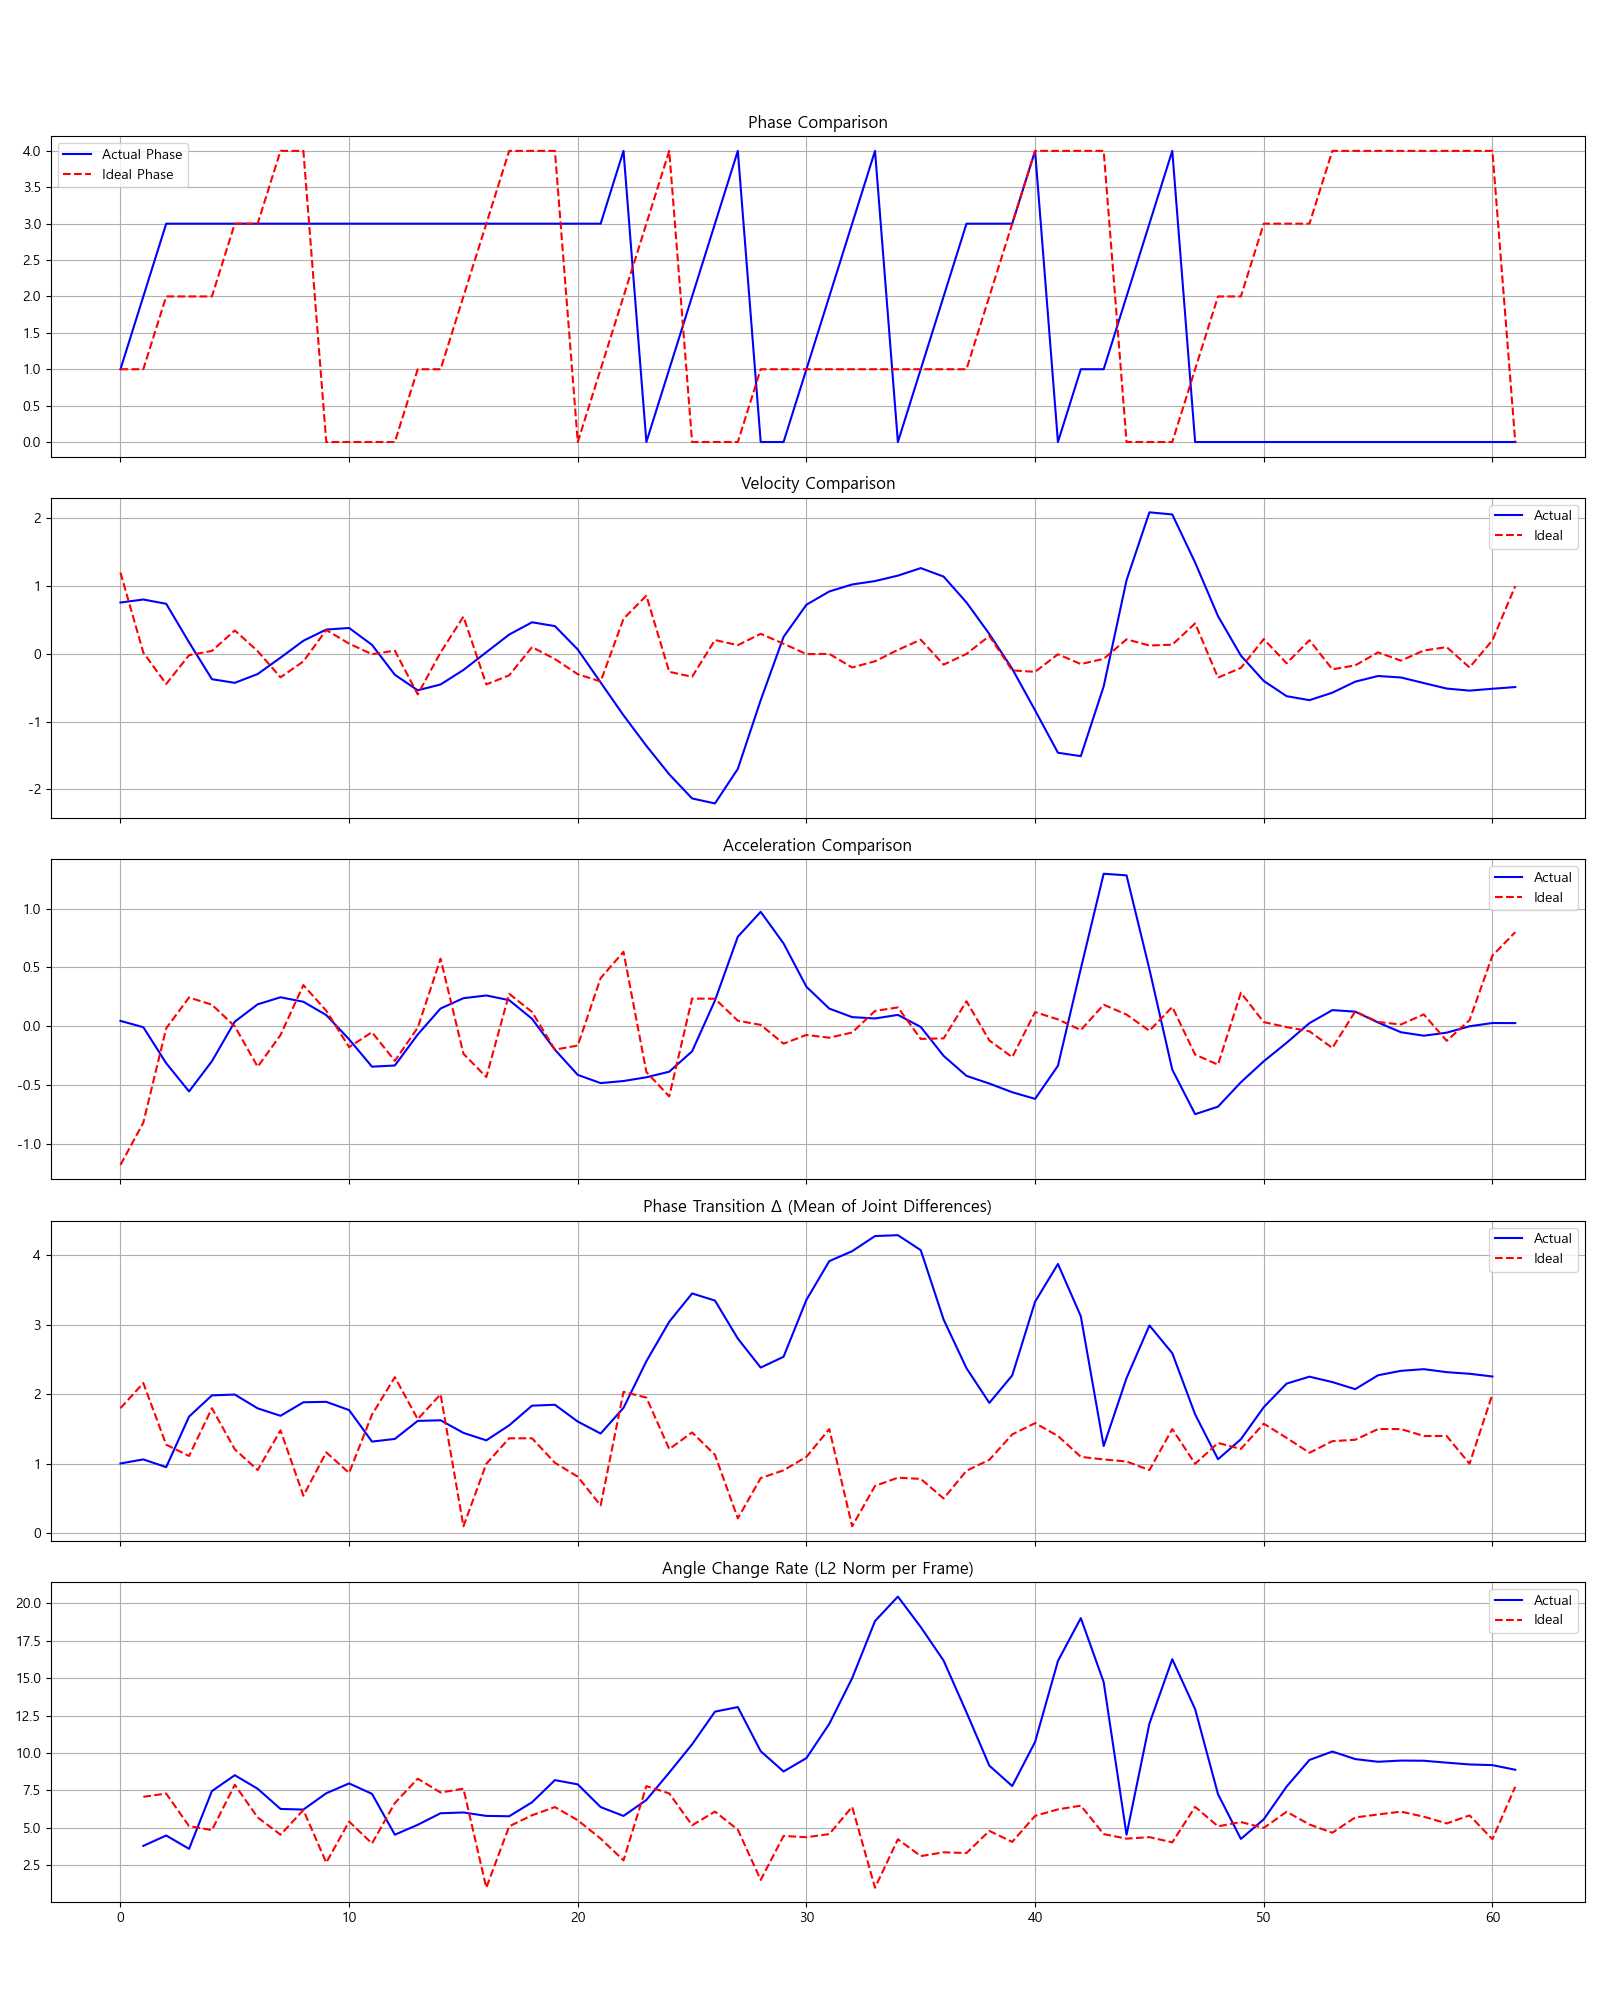 Phase Comparison
4.0
3.5
3.0
2.5
2.0
1.5
1.0
0.5
0.0
Actual Phase
Ideal Phase
Velocity Comparison
2
1
0
-1
-2
Actual
Ideal
Acceleration Comparison
1.0
0.5
0.0
-0.5
-1.0
Actual
Ideal
Phase Transition Δ (Mean of Joint Differences)
4
3
2
1
0
Actual
Ideal
Angle Change Rate (L2 Norm per Frame)
20.0
17.5
15.0
12.5
10.0
7.5
5.0
2.5
Actual
Ideal
0 10 20 30 40 50 60